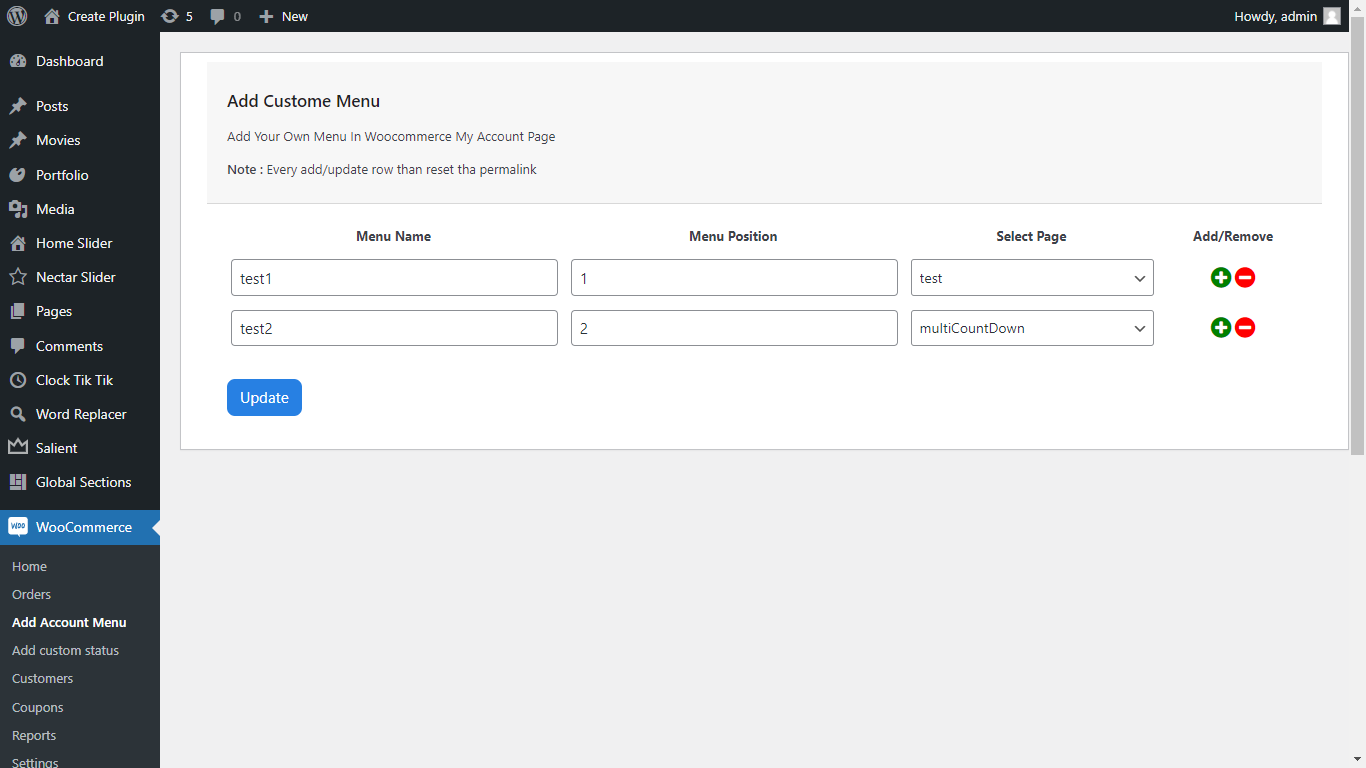 Create Plugin 5 0 New Howdy, admin
Dashboard
Posts
Movies
Portfolio
Media
Home Slider
Nectar Slider
Pages
Comments
Clock Tik Tik
Word Replacer
Salient
Global Sections
WOO WooCommerce
Home
Orders
Add Account Menu
Add custom status
Customers
Coupons
Reports
Settings
Add Custome Menu
Add Your Own Menu In Woocommerce My Account Page
Note : Every add/update row than reset tha permalink
Menu Name Menu Position Select Page Add/Remove
test1 1 test
test2 2 multiCountDown
Update